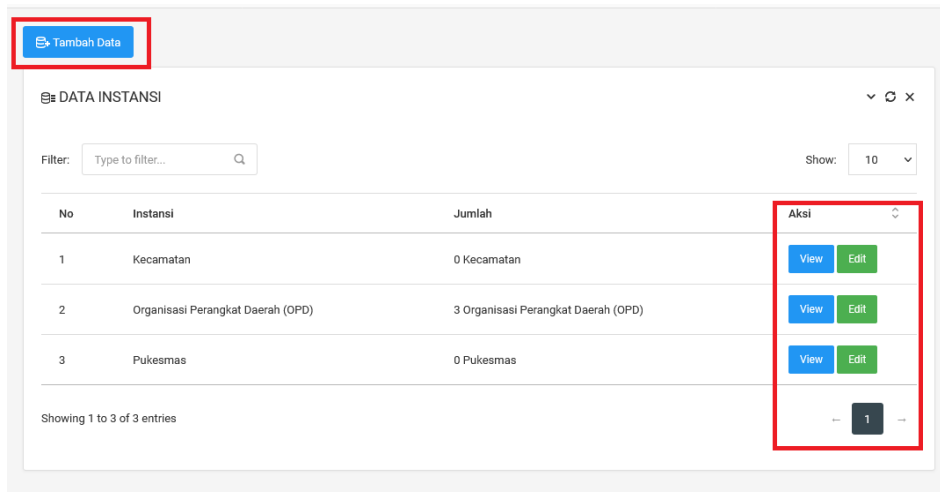 Tambah Data
DATA INSTANSI
Filter: Type to filter... Show: 10
No Instansi Jumlah Aksi
1 Kecamatan 0 Kecamatan View Edit
2 Organisasi Perangkat Daerah (OPD) 3 Organisasi Perangkat Daerah (OPD) View Edit
3 Pukesmas 0 Pukesmas View Edit
Showing 1 to 3 of 3 entries ← 1 →